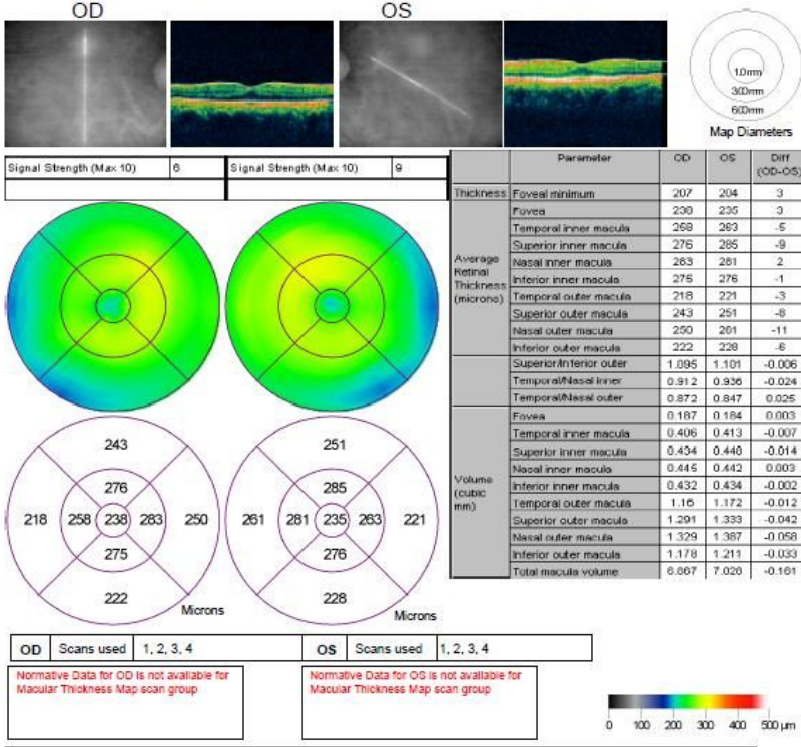 OD
OS
1.0mm
3.00mm
6.00mm
Map Diameters
Signal Strength (Max 10) 6
Signal Strength (Max 10) 9
Parameter OD OS Diff (OD-OS)
Thickness Foveal minimum 207 204 3
Average Retinal Thickness (microns)
Fovea 238 235 3
Temporal inner macula 258 263 -5
Superior inner macula 276 285 -9
Nasal inner macula 283 281 2
Inferior inner macula 275 276 -1
Temporal outer macula 218 221 -3
Superior outer macula 243 251 -8
Nasal outer macula 250 261 -11
Inferior outer macula 222 228 -6
Superior/Inferior outer 1.095 1.101 -0.006
Temporal/Nasal inner 0.912 0.936 -0.024
Temporal/Nasal outer 0.872 0.847 0.025
Volume (cubic mm)
Fovea 0.187 0.184 0.003
Temporal inner macula 0.406 0.413 -0.007
Superior inner macula 0.434 0.448 -0.014
Nasal inner macula 0.445 0.442 0.003
Inferior inner macula 0.432 0.434 -0.002
Temporal outer macula 1.16 1.172 -0.012
Superior outer macula 1.291 1.333 -0.042
Nasal outer macula 1.329 1.387 -0.058
Inferior outer macula 1.178 1.211 -0.033
Total macula volume 6.867 7.028 -0.161
243
276
218 258 238 283 250
275
222
Microns
251
285
261 281 235 263 221
276
228
Microns
OD Scans used 1, 2, 3, 4
OS Scans used 1, 2, 3, 4
Normative Data for OD is not available for
Macular Thickness Map scan group
Normative Data for OS is not available for
Macular Thickness Map scan group
0 100 200 300 400 500 µm